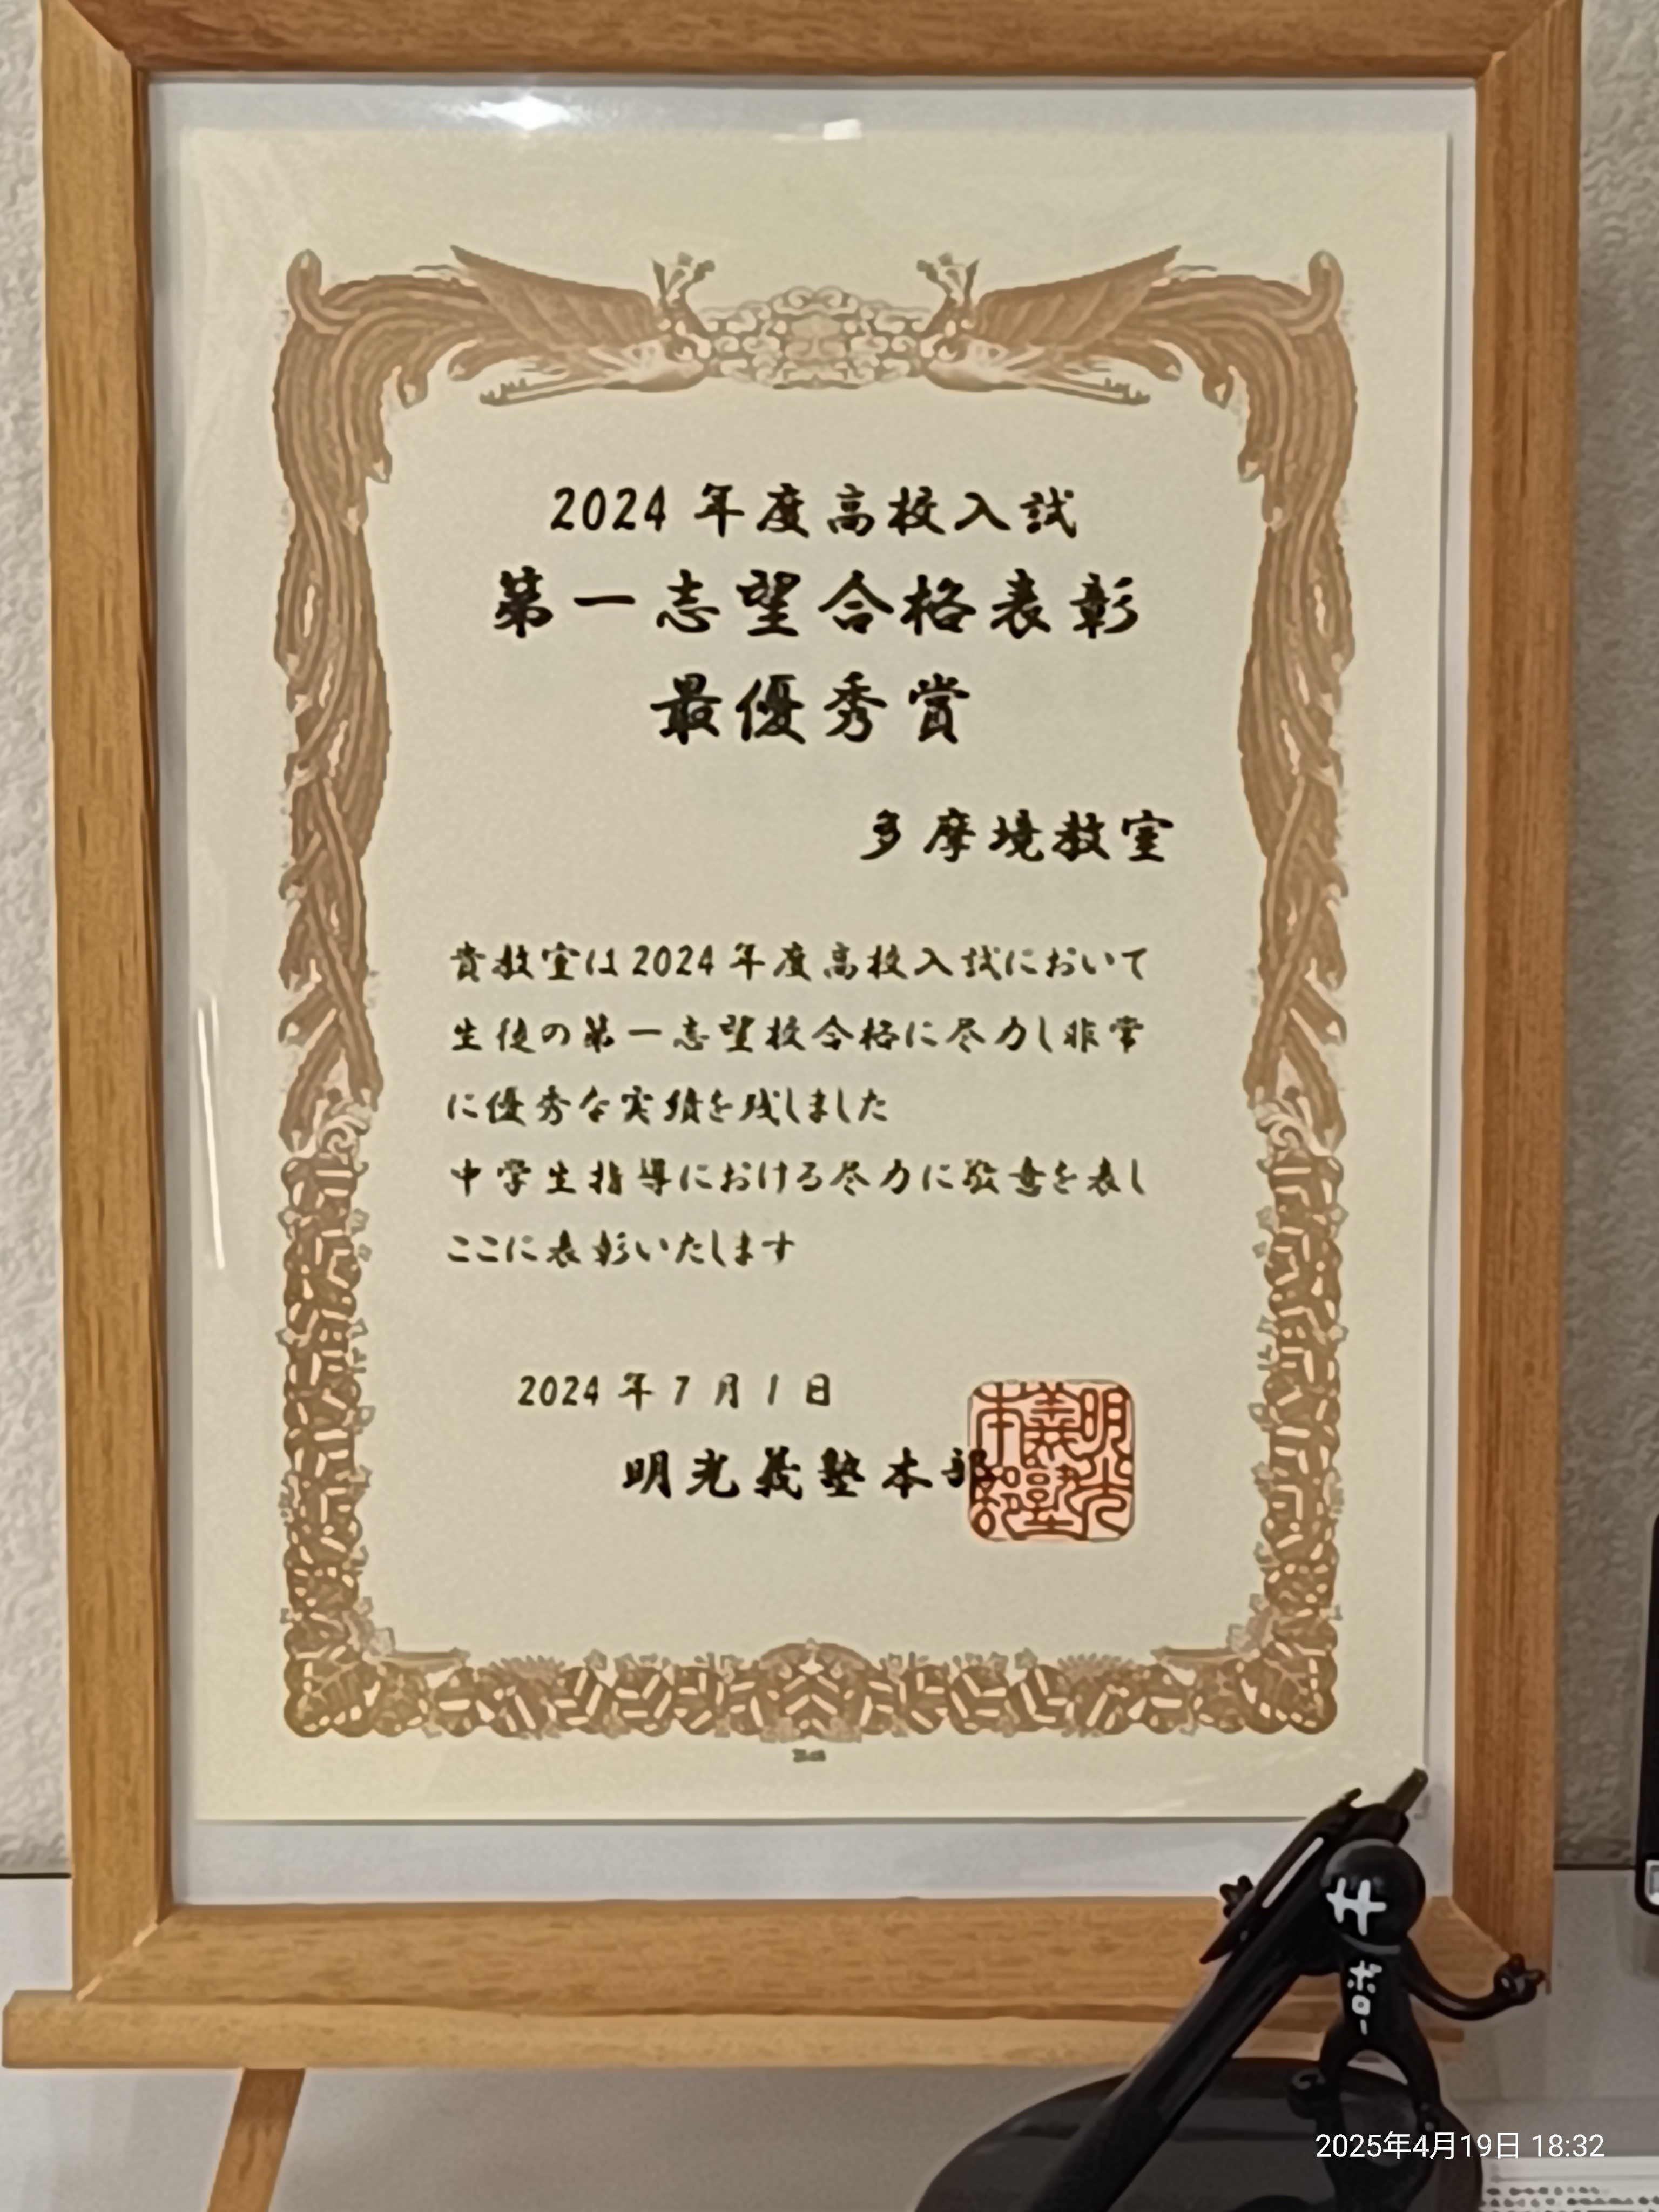 2024年度高校入試
第一志望合格表彰
最優秀賞
多摩境教室
貴教室は2024年度高校入試において
生徒の第一志望校合格に尽力し非常
に優秀な実績を残しました
中学生指導における尽力に敬意を表し
ここに表彰いたします
2024年7月1日
明光義塾本部
明光義塾本部
サ
ボロー
2025年4月19日 18:32